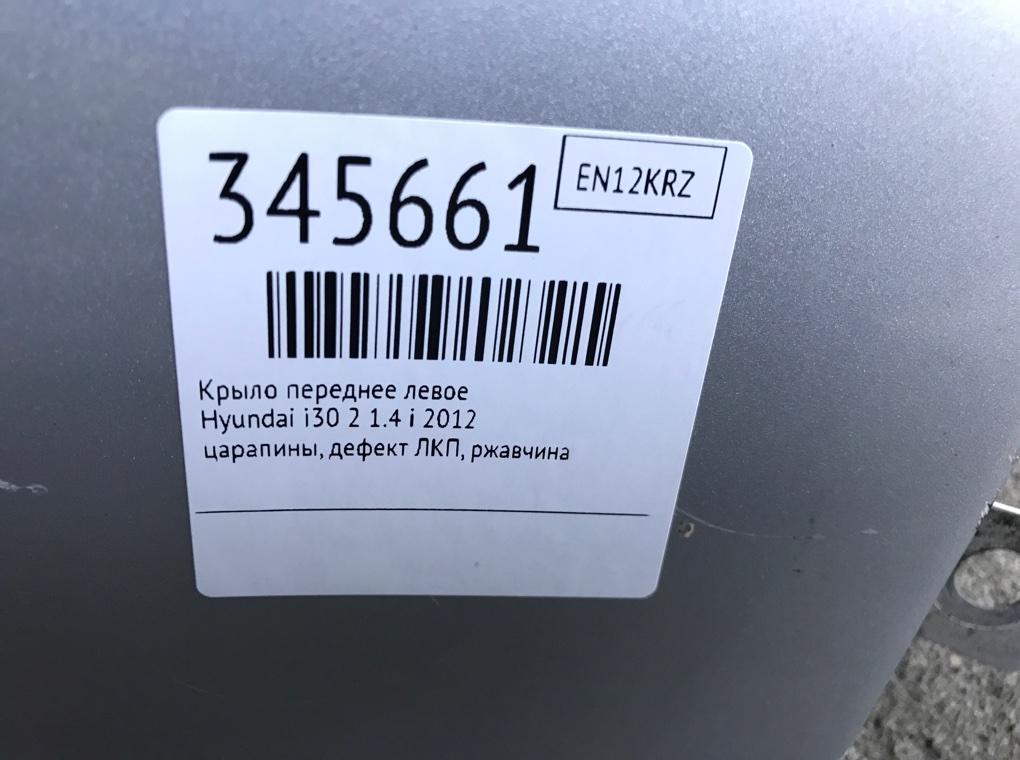 345661
EN12KRZ
Крыло переднее левое
Hyundai i30 2 1.4 i 2012
царапины, дефект ЛКП, ржавчина